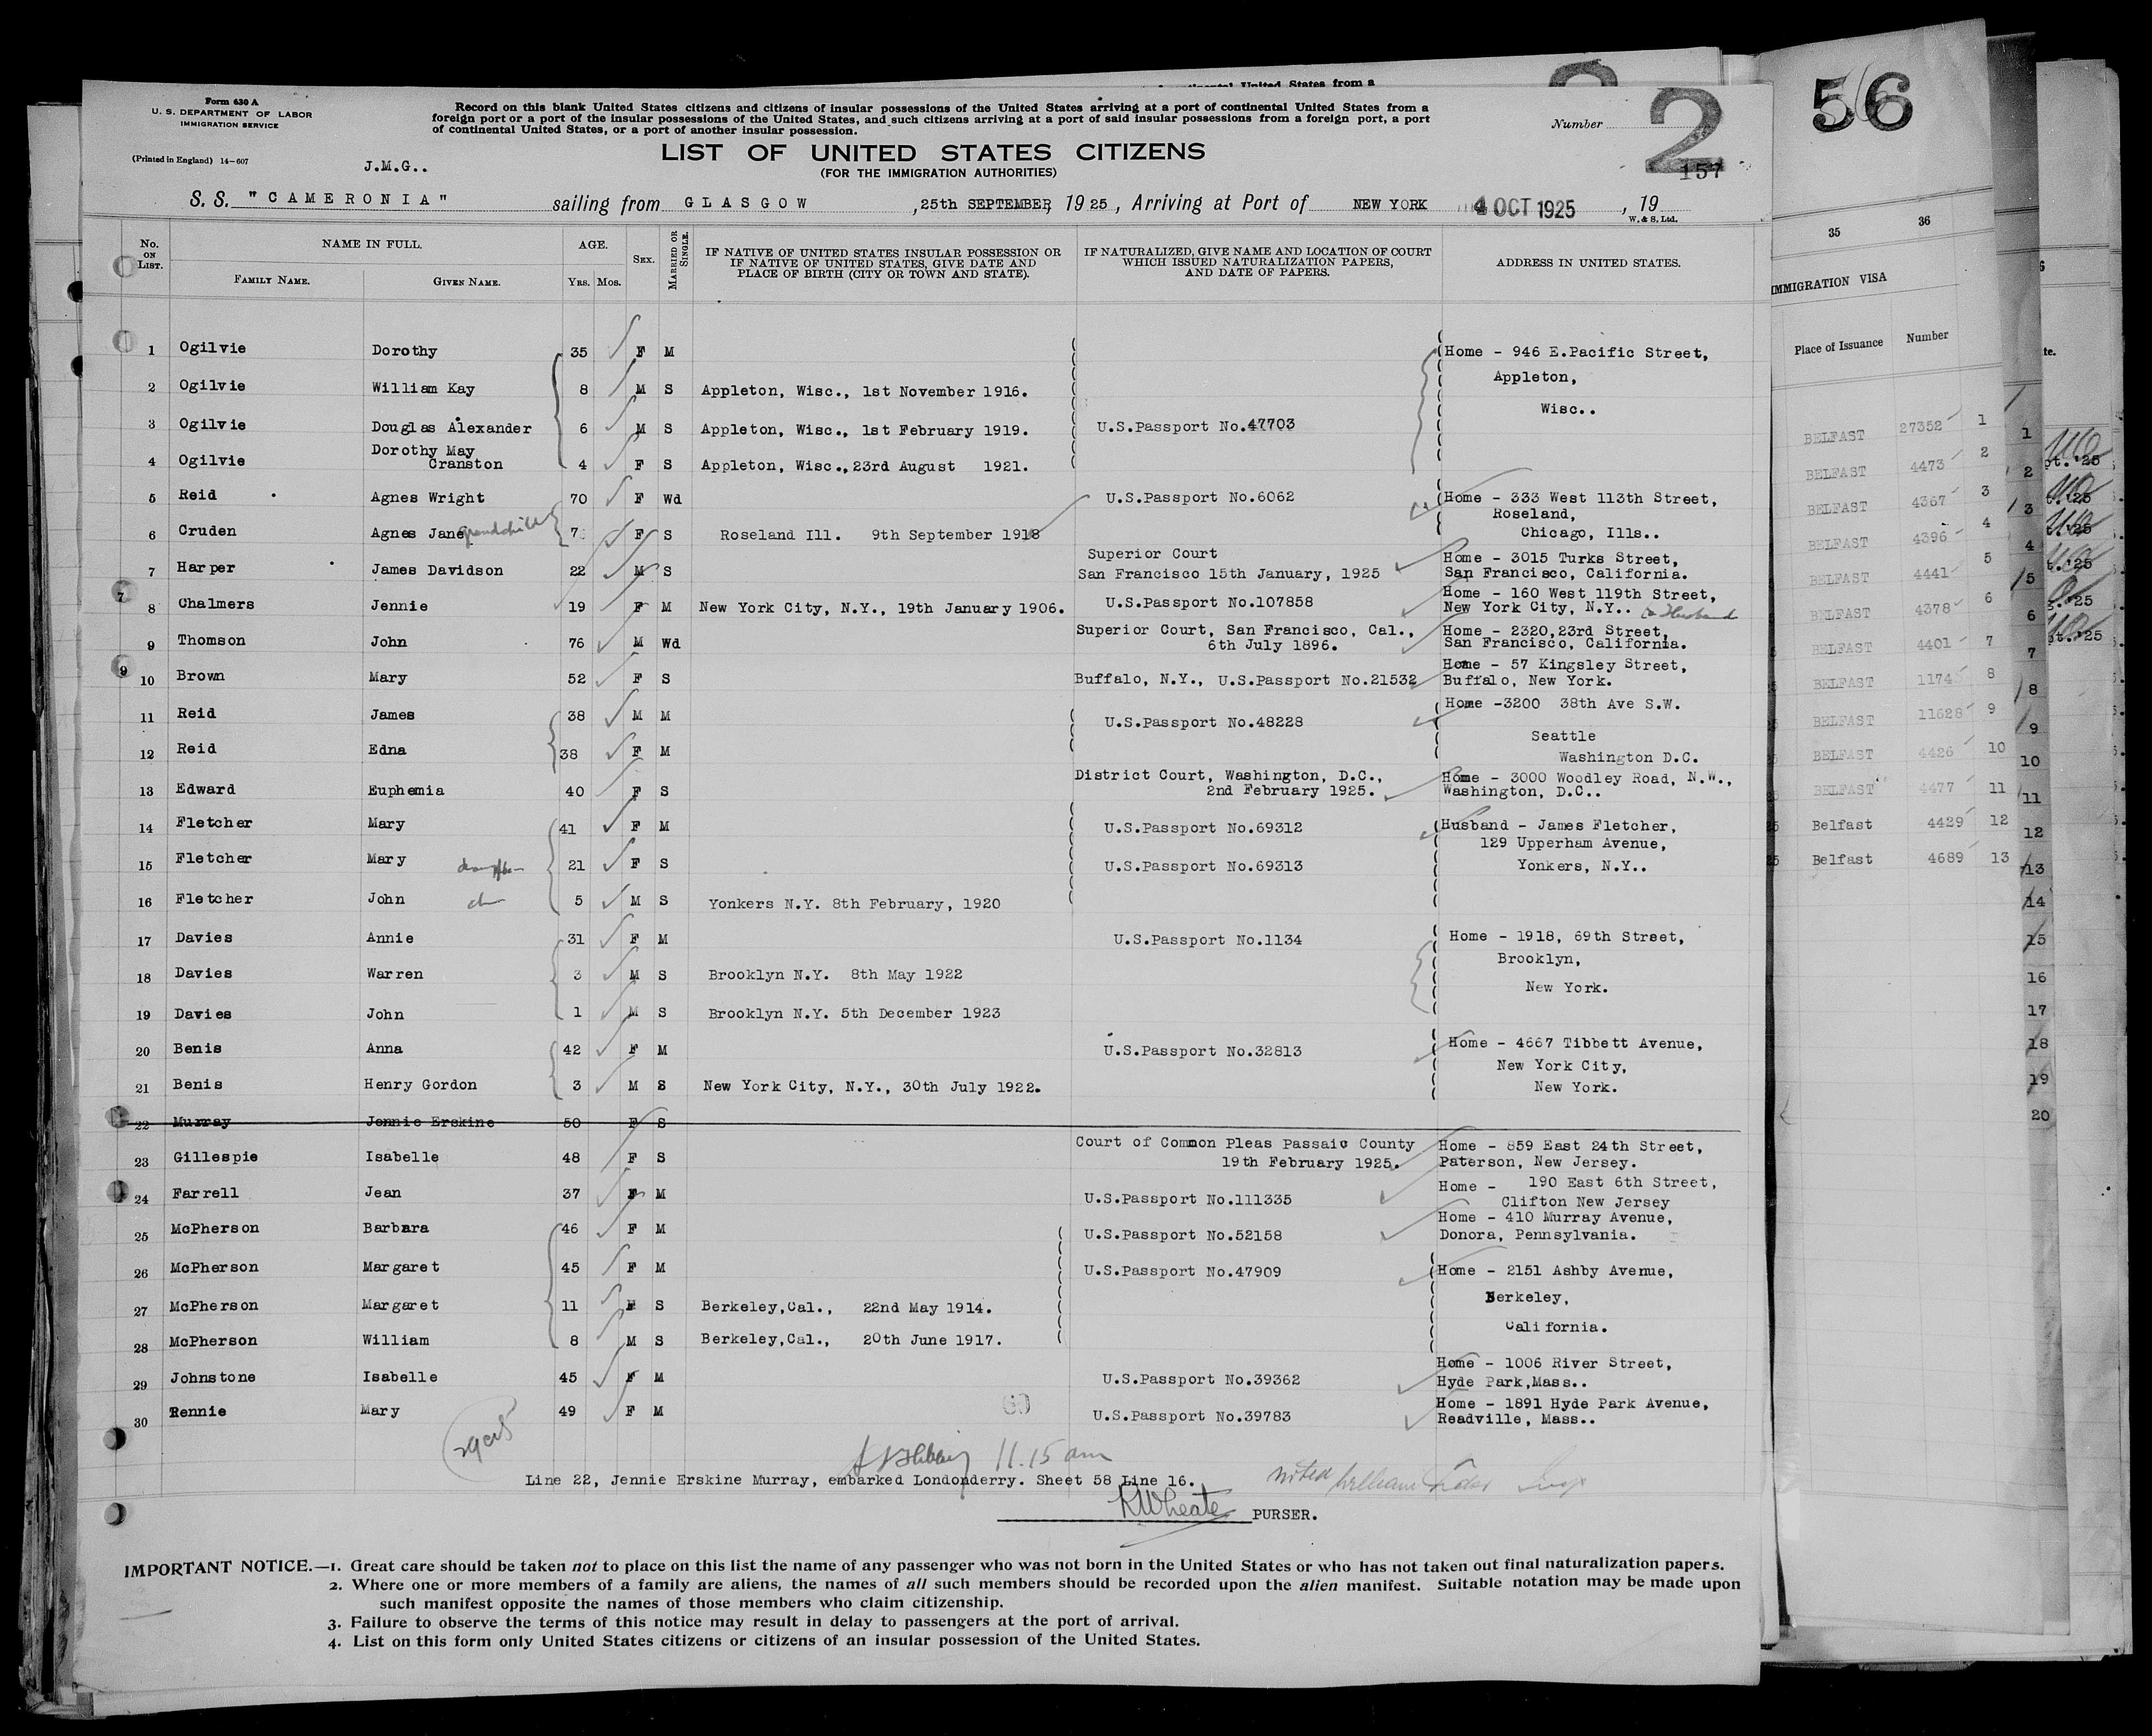 Form 630 A
U. S. DEPARTMENT OF LABOR
IMMIGRATION SERVICE
(Printed in England) 14-607
J.M.G..
Record on this blank United States citizens and citizens of insular possessions of the United States arriving at a port of continental United States from a
foreign port or a port of the insular possessions of the United States, and such citizens arriving at a port of said insular possessions from a foreign port, a port
of continental United States, or a port of another insular possession.
Number 2
157
LIST OF UNITED STATES CITIZENS
(FOR THE IMMIGRATION AUTHORITIES)
S. S. "CAMERONIA" sailing from GLASGOW, 25th SEPTEMBER, 1925, Arriving at Port of NEW YORK 4 OCT 1925, 19
W. & S. Ltd.
No. ON LIST. NAME IN FULL. FAMILY NAME. GIVEN NAME. AGE. YRS. MOS. SEX. MARRIED OR SINGLE. IF NATIVE OF UNITED STATES INSULAR POSSESSION OR IF NATIVE OF UNITED STATES, GIVE DATE AND PLACE OF BIRTH (CITY OR TOWN AND STATE). IF NATURALIZED, GIVE NAME AND LOCATION OF COURT WHICH ISSUED NATURALIZATION PAPERS, AND DATE OF PAPERS. ADDRESS IN UNITED STATES.
1 Ogilvie Dorothy 35 F M Home - 946 E.Pacific Street,
2 Ogilvie William Kay 8 M S Appleton, Wisc., 1st November 1916. Appleton,
Wisc..
3 Ogilvie Douglas Alexander 6 M S Appleton, Wisc., 1st February 1919. U.S.Passport No.47703
4 Ogilvie Dorothy May Cranston 4 F S Appleton, Wisc.,23rd August 1921.
5 Reid Agnes Wright 70 F Wd U.S.Passport No.6062 Home - 333 West 113th Street,
Roseland,
6 Cruden Agnes Jane grandchild 7 F S Roseland Ill. 9th September 1918 Chicago, Ills..
7 Harper James Davidson 22 M S Superior Court San Francisco 15th January, 1925 Home - 3015 Turks Street, San Francisco, California.
7
8 Chalmers Jennie 19 F M New York City, N.Y., 19th January 1906. U.S.Passport No.107858 Home - 160 West 119th Street, New York City, N.Y.. Husband
9 Thomson John 76 M Wd Superior Court, San Francisco, Cal., 6th July 1896. Home - 2320,23rd Street, San Francisco, California.
9
10 Brown Mary 52 F S Buffalo, N.Y., U.S.Passport No.21532 Home - 57 Kingsley Street, Buffalo, New York.
11 Reid James 38 M M U.S.Passport No.48228 Home -3200 38th Ave S.W.
Seattle
12 Reid Edna 38 F M Washington D.C.
13 Edward Euphemia 40 F S District Court, Washington, D.C., 2nd February 1925. Home - 3000 Woodley Road, N.W., Washington, D.C..
14 Fletcher Mary 41 F M U.S.Passport No.69312 Husband - James Fletcher,
129 Upperham Avenue,
15 Fletcher Mary daughter 21 F S U.S.Passport No.69313 Yonkers, N.Y..
16 Fletcher John 5 M S Yonkers N.Y. 8th February, 1920
17 Davies Annie 31 F M U.S.Passport No.1134 Home - 1918, 69th Street,
Brooklyn,
18 Davies Warren 3 M S Brooklyn N.Y. 8th May 1922 New York.
19 Davies John 1 M S Brooklyn N.Y. 5th December 1923
20 Benis Anna 42 F M U.S.Passport No.32813 Home - 4667 Tibbett Avenue,
New York City,
21 Benis Henry Gordon 3 M S New York City, N.Y., 30th July 1922. New York.
22 Murray Jennie Erskine 50 F S
23 Gillespie Isabelle 48 F S Court of Common Pleas Passaic County 19th February 1925. Home - 859 East 24th Street, Paterson, New Jersey.
24 Farrell Jean 37 F M U.S.Passport No.111335 Home - 190 East 6th Street, Clifton New Jersey
25 McPherson Barbara 46 F M U.S.Passport No.52158 Home - 410 Murray Avenue, Donora, Pennsylvania.
26 McPherson Margaret 45 F M U.S.Passport No.47909 Home - 2151 Ashby Avenue,
27 McPherson Margaret 11 F S Berkeley,Cal., 22nd May 1914. Berkeley,
28 McPherson William 8 M S Berkeley,Cal., 20th June 1917. California.
29 Johnstone Isabelle 45 F M U.S.Passport No.39362 Home - 1006 River Street, Hyde Park,Mass..
30 Rennie Mary 49 F M U.S.Passport No.39783 Home - 1891 Hyde Park Avenue, Readville, Mass..
11.15 am
Line 22, Jennie Erskine Murray, embarked Londonderry. Sheet 58 Line 16.
noted William
PURSER.
IMPORTANT NOTICE.—1. Great care should be taken not to place on this list the name of any passenger who was not born in the United States or who has not taken out final naturalization papers.
2. Where one or more members of a family are aliens, the names of all such members should be recorded upon the alien manifest. Suitable notation may be made upon
such manifest opposite the names of those members who claim citizenship.
3. Failure to observe the terms of this notice may result in delay to passengers at the port of arrival.
4. List on this form only United States citizens or citizens of an insular possession of the United States.
56
35 36
IMMIGRATION VISA
Place of Issuance Number
BELFAST 27352 1
BELFAST 4473 2
BELFAST 4367 3
BELFAST 4396 4
BELFAST 4441 5
BELFAST 4378 6
BELFAST 4401 7
BELFAST 1174 8
BELFAST 11628 9
BELFAST 4426 10
BELFAST 4477 11
Belfast 4429 12
Belfast 4689 13
1
2
3
4
5
6
7
8
9
10
11
12
13
14
15
16
17
18
19
20